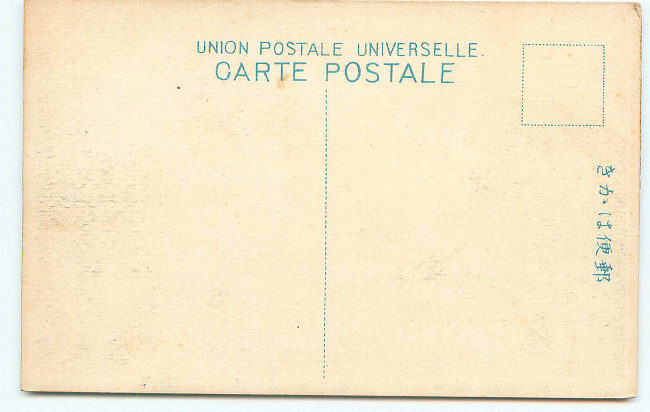 UNION POSTALE UNIVERSELLE.
CARTE POSTALE
郵便はかき